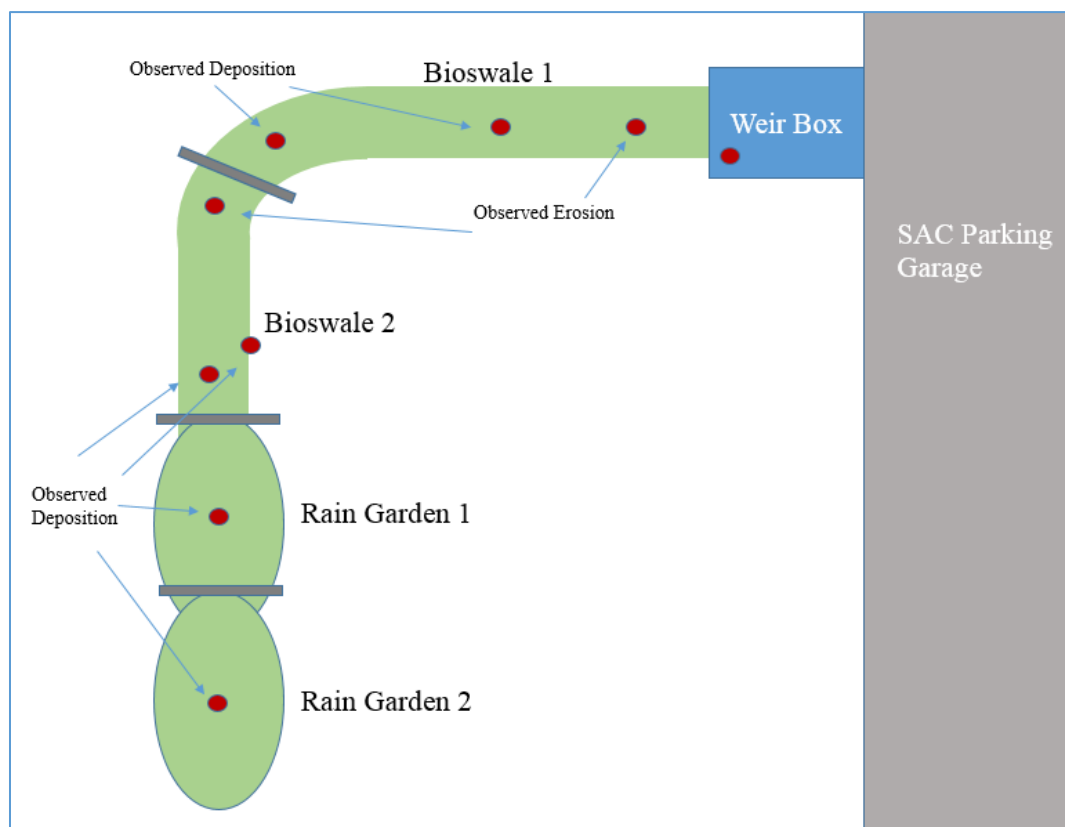 Observed Deposition
Bioswale 1
Weir Box
Observed Erosion
SAC Parking
Garage
Bioswale 2
Observed
Deposition
Rain Garden 1
Rain Garden 2